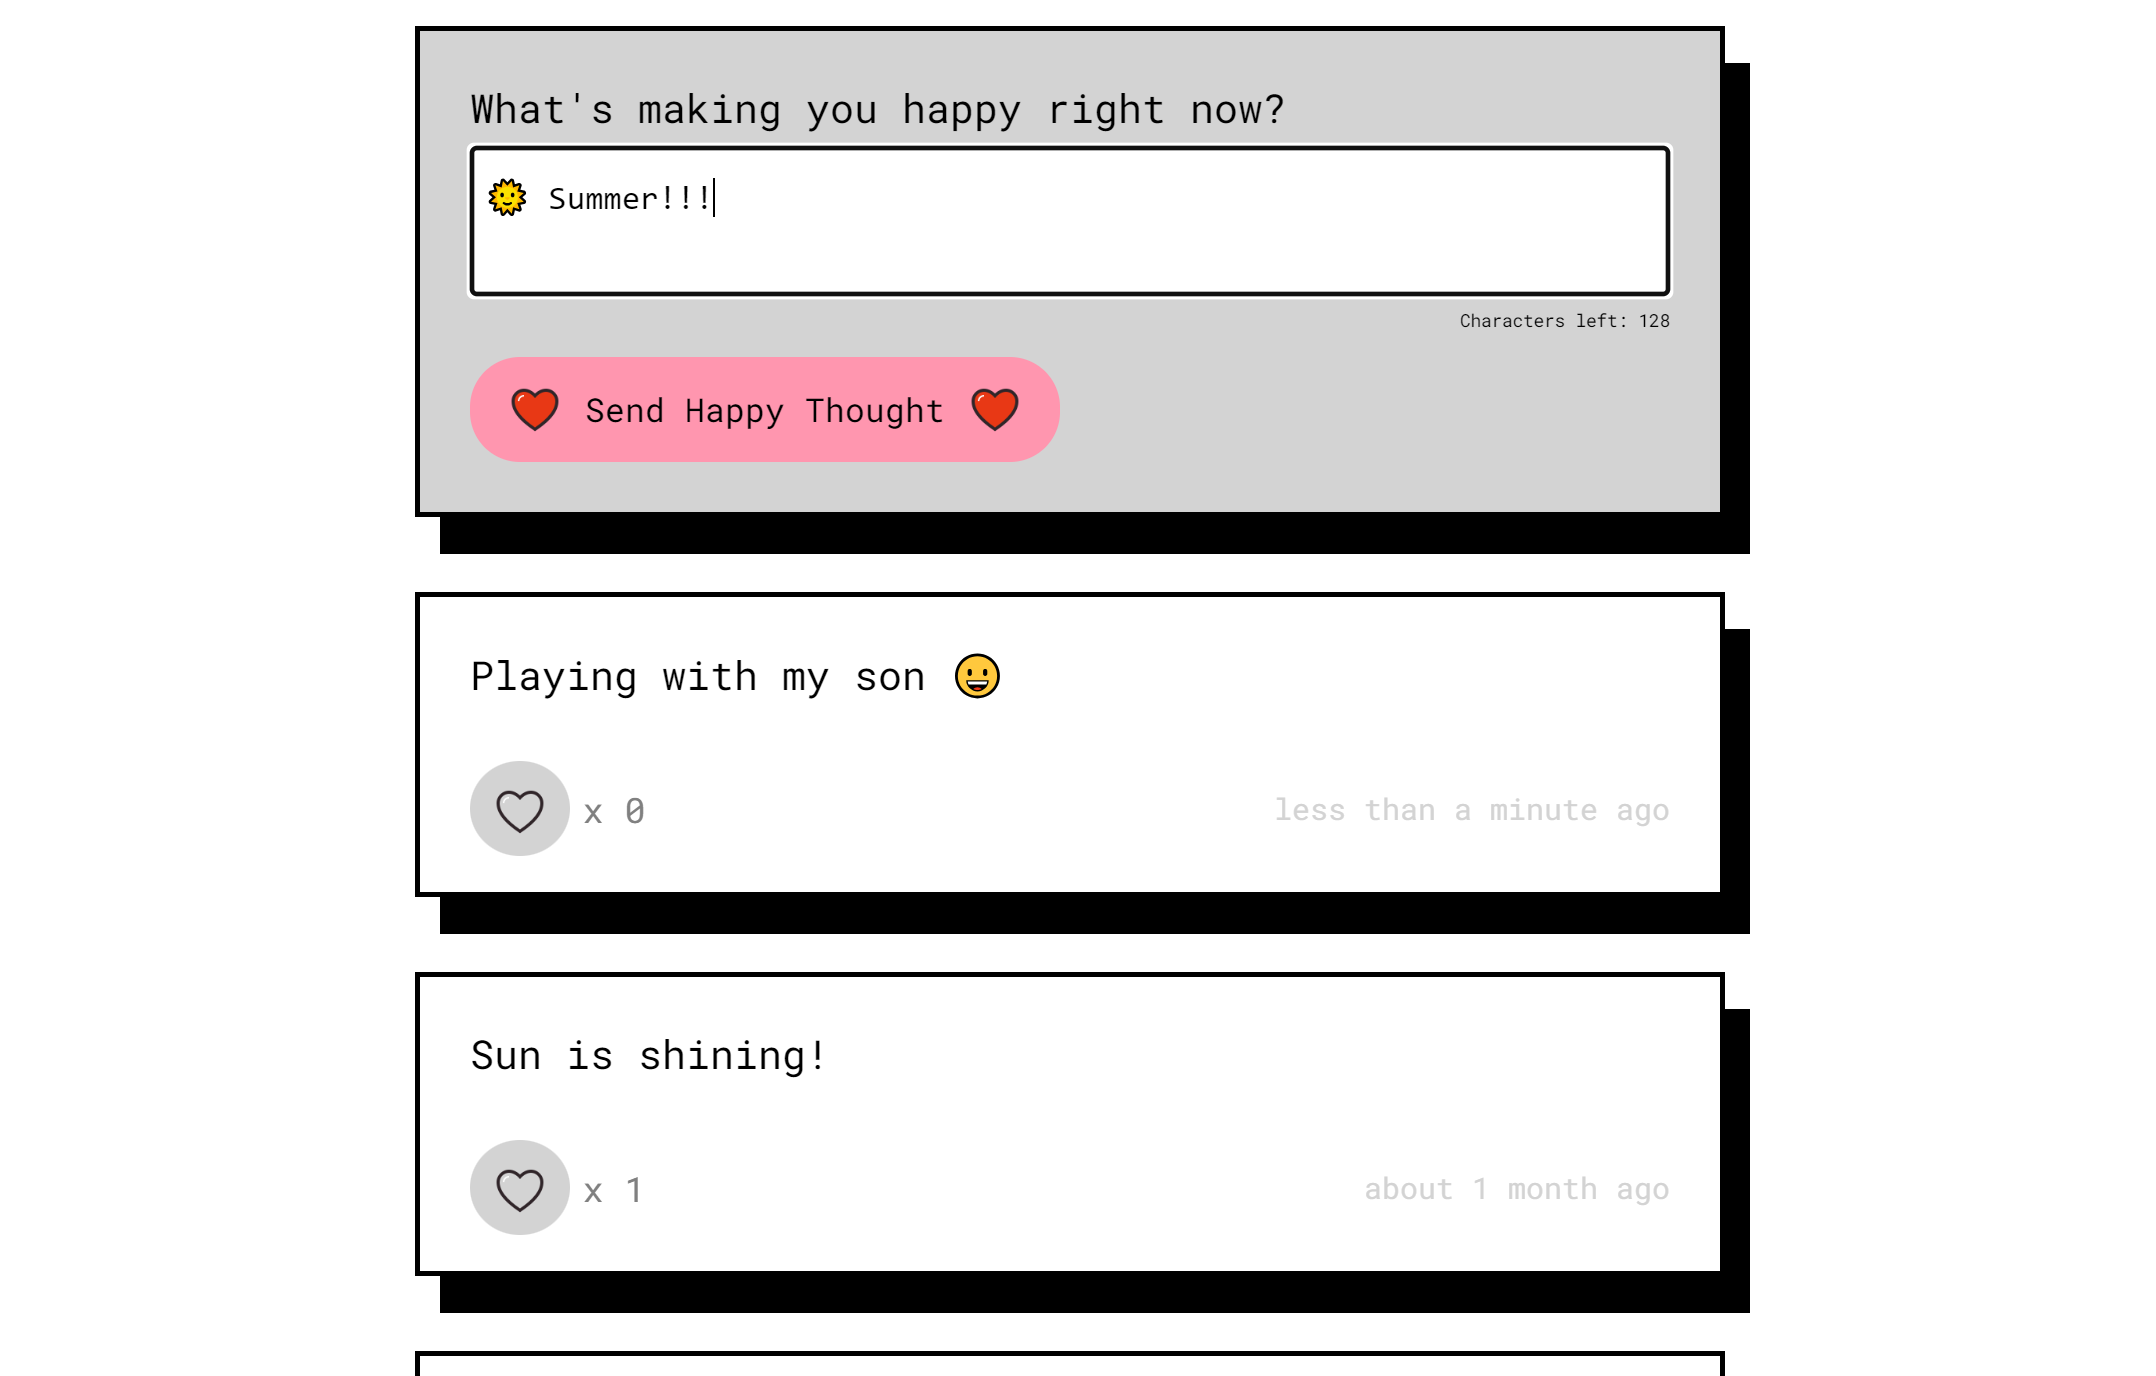 What's making you happy right now?
🌞 Summer!!!
Characters left: 128
❤️ Send Happy Thought ❤️
Playing with my son 😀
x 0
less than a minute ago
Sun is shining!
x 1
about 1 month ago